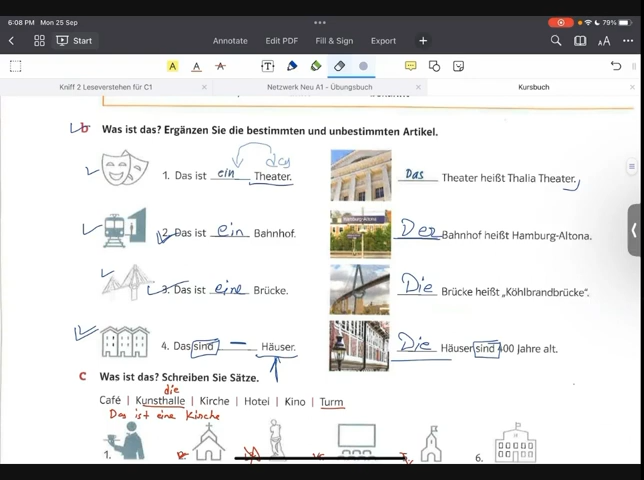 6:08 PM Mon 25 Sep
79%
Start
Annotate
Edit PDF
Fill & Sign
Export
Kniff 2 Leseverstehen für C1
Netzwerk Neu A1 - Übungsbuch
Kursbuch
b Was ist das? Ergänzen Sie die bestimmten und unbestimmten Artikel.
das
1. Das ist ein Theater.
Das Theater heißt Thalia Theater.
2. Das ist ein Bahnhof.
Der Bahnhof heißt Hamburg-Altona.
3. Das ist eine Brücke.
Die Brücke heißt „Köhlbrandbrücke“.
4. Das sind — Häuser.
Die Häuser sind 400 Jahre alt.
C Was ist das? Schreiben Sie Sätze.
die
Café | Kunsthalle | Kirche | Hotel | Kino | Turm
Das ist eine Kirche
1.
6.